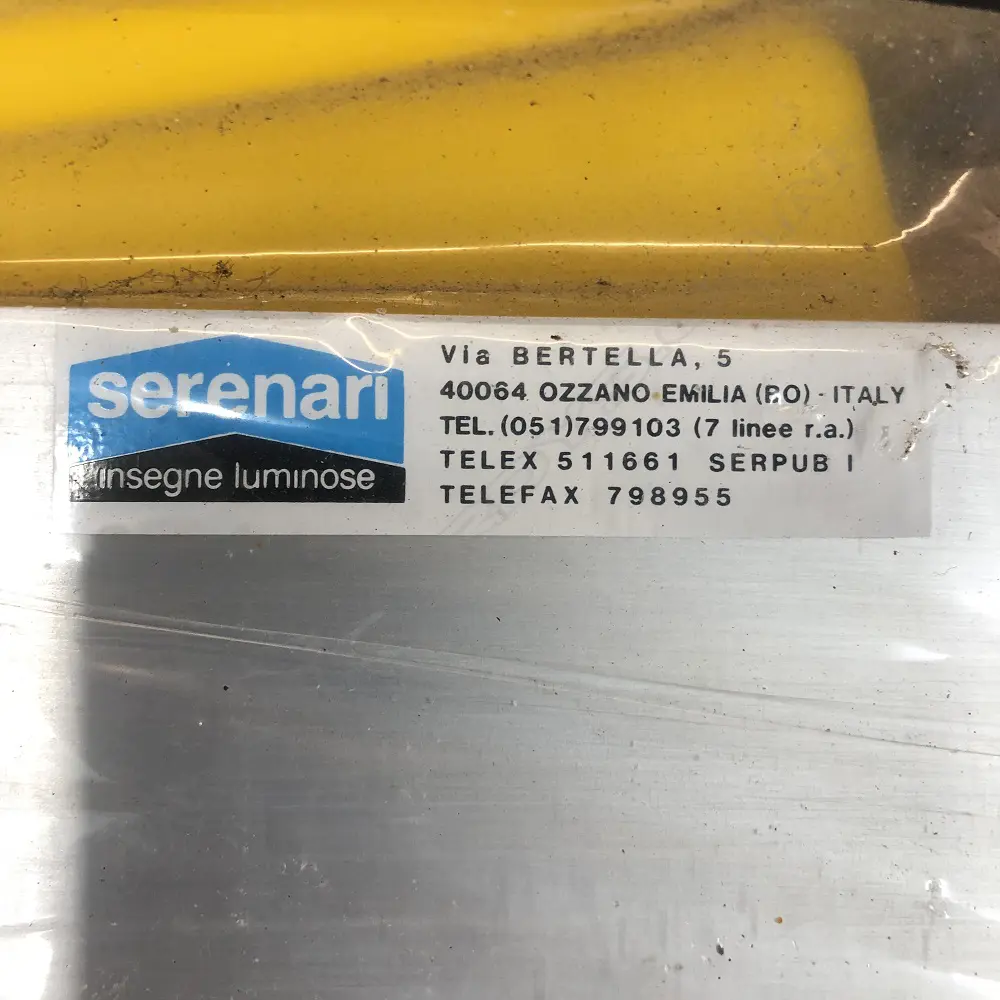 serenari
insegne luminose
Via BERTELLA, 5
40064 OZZANO EMILIA (BO) - ITALY
TEL. (051)799103 (7 linee r.a.)
TELEX 511661 SERPUB I
TELEFAX 798955